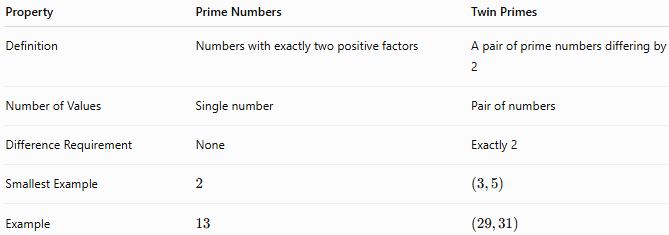 Property Prime Numbers Twin Primes
Definition Numbers with exactly two positive factors A pair of prime numbers differing by
2
Number of Values Single number Pair of numbers
Difference Requirement None Exactly 2
Smallest Example 2 (3, 5)
Example 13 (29, 31)